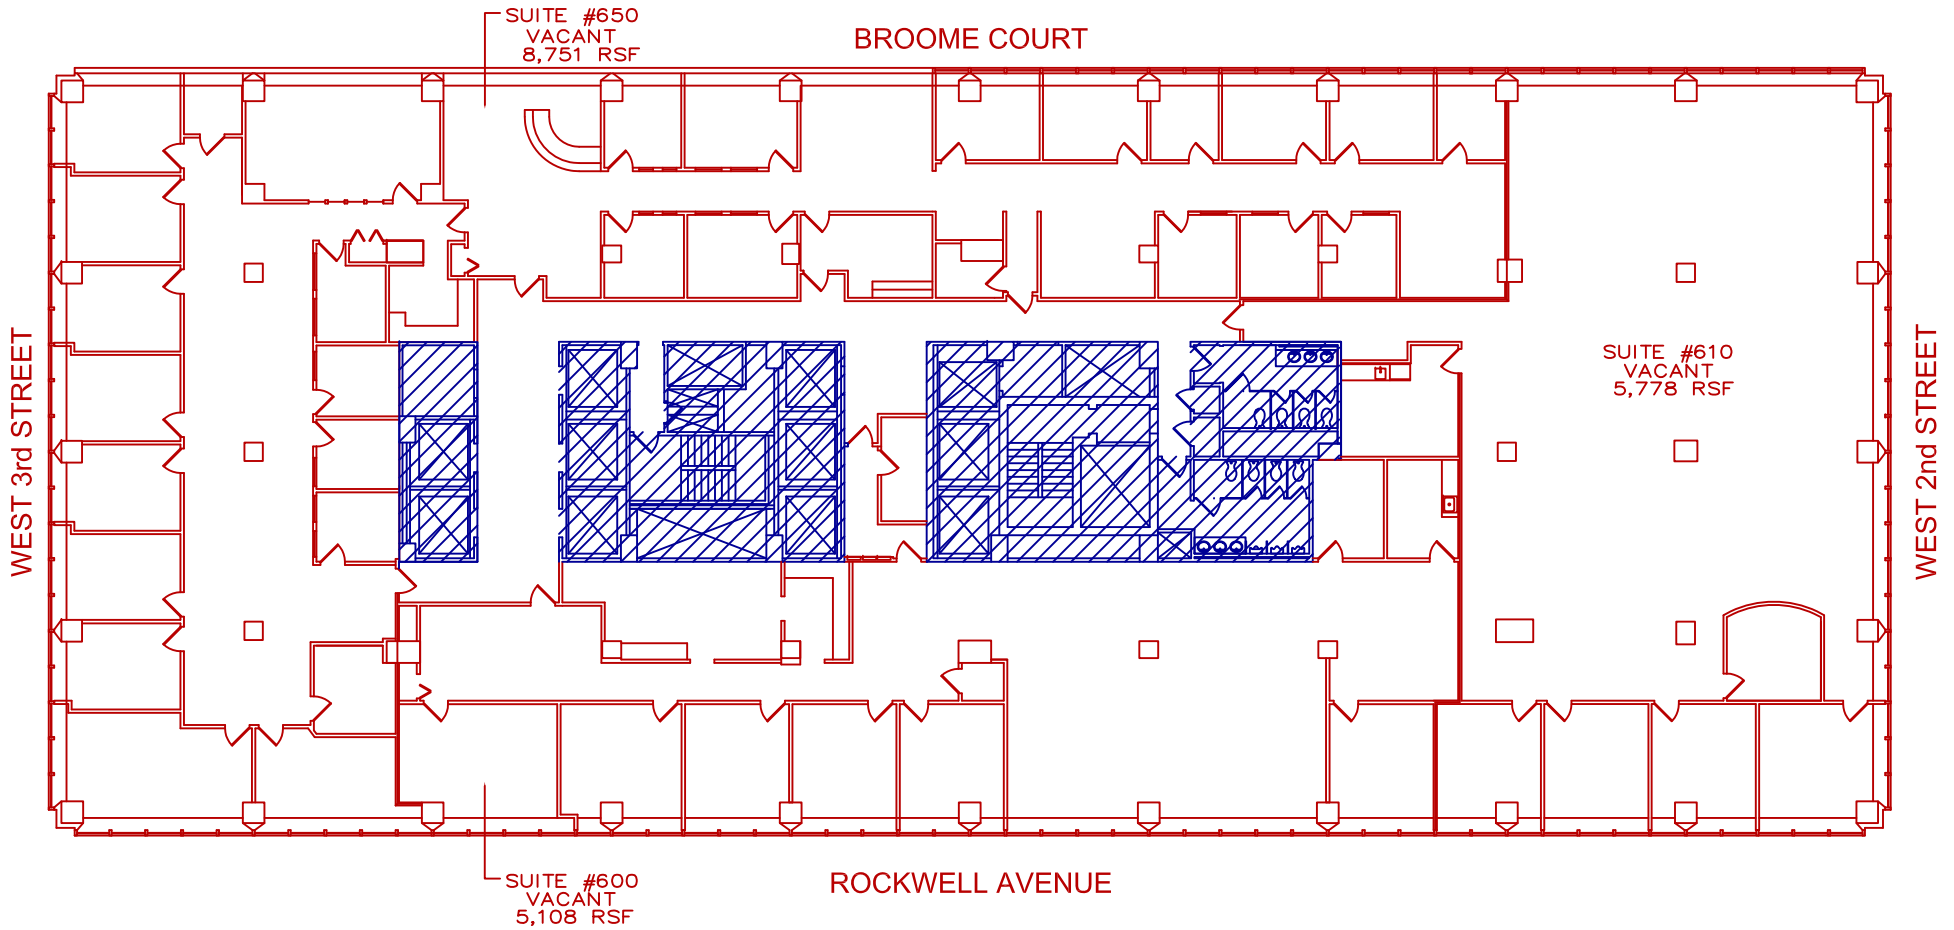 SUITE #650
VACANT
8,751 RSF
BROOME COURT
WEST 3rd STREET
SUITE #610
VACANT
5,778 RSF
WEST 2nd STREET
SUITE #600
VACANT
5,108 RSF
ROCKWELL AVENUE